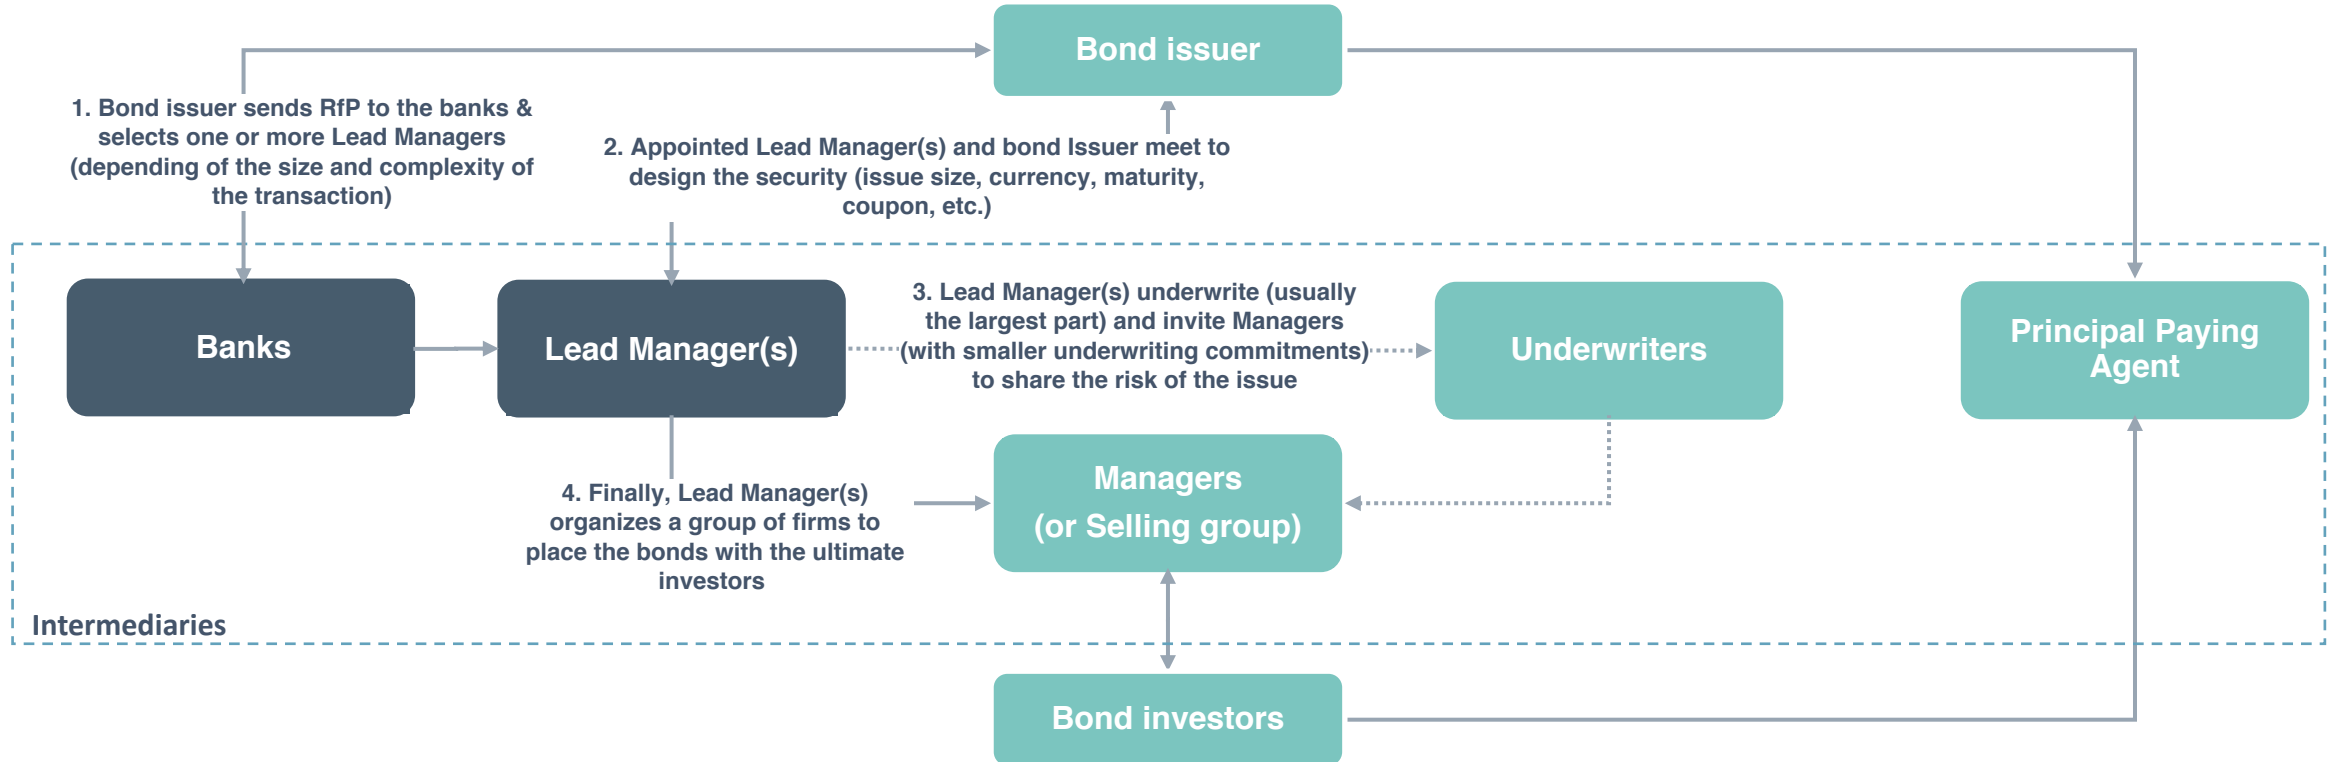 Bond issuer
1. Bond issuer sends RfP to the banks &
selects one or more Lead Managers
(depending of the size and complexity of
the transaction)
2. Appointed Lead Manager(s) and bond Issuer meet to
design the security (issue size, currency, maturity,
coupon, etc.)
Banks
Lead Manager(s)
3. Lead Manager(s) underwrite (usually
the largest part) and invite Managers
(with smaller underwriting commitments)
to share the risk of the issue
Underwriters
Principal Paying
Agent
4. Finally, Lead Manager(s)
organizes a group of firms to
place the bonds with the ultimate
investors
Managers
(or Selling group)
Intermediaries
Bond investors